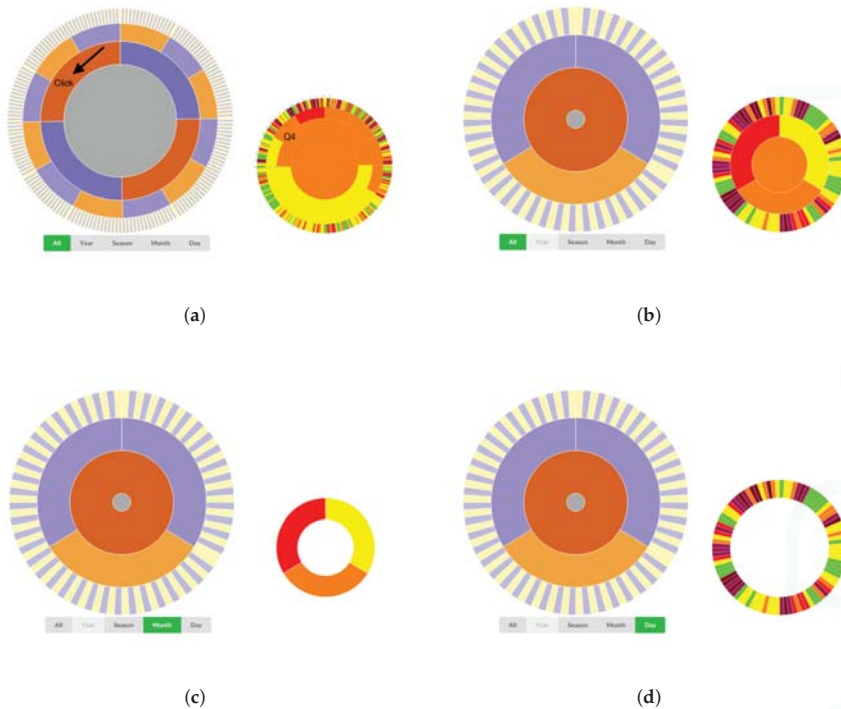 Click
Q4
All Year Season Month Day
All Year Season Month Day
(a)
(b)
All Year Season Month Day
All Year Season Month Day
(c)
(d)